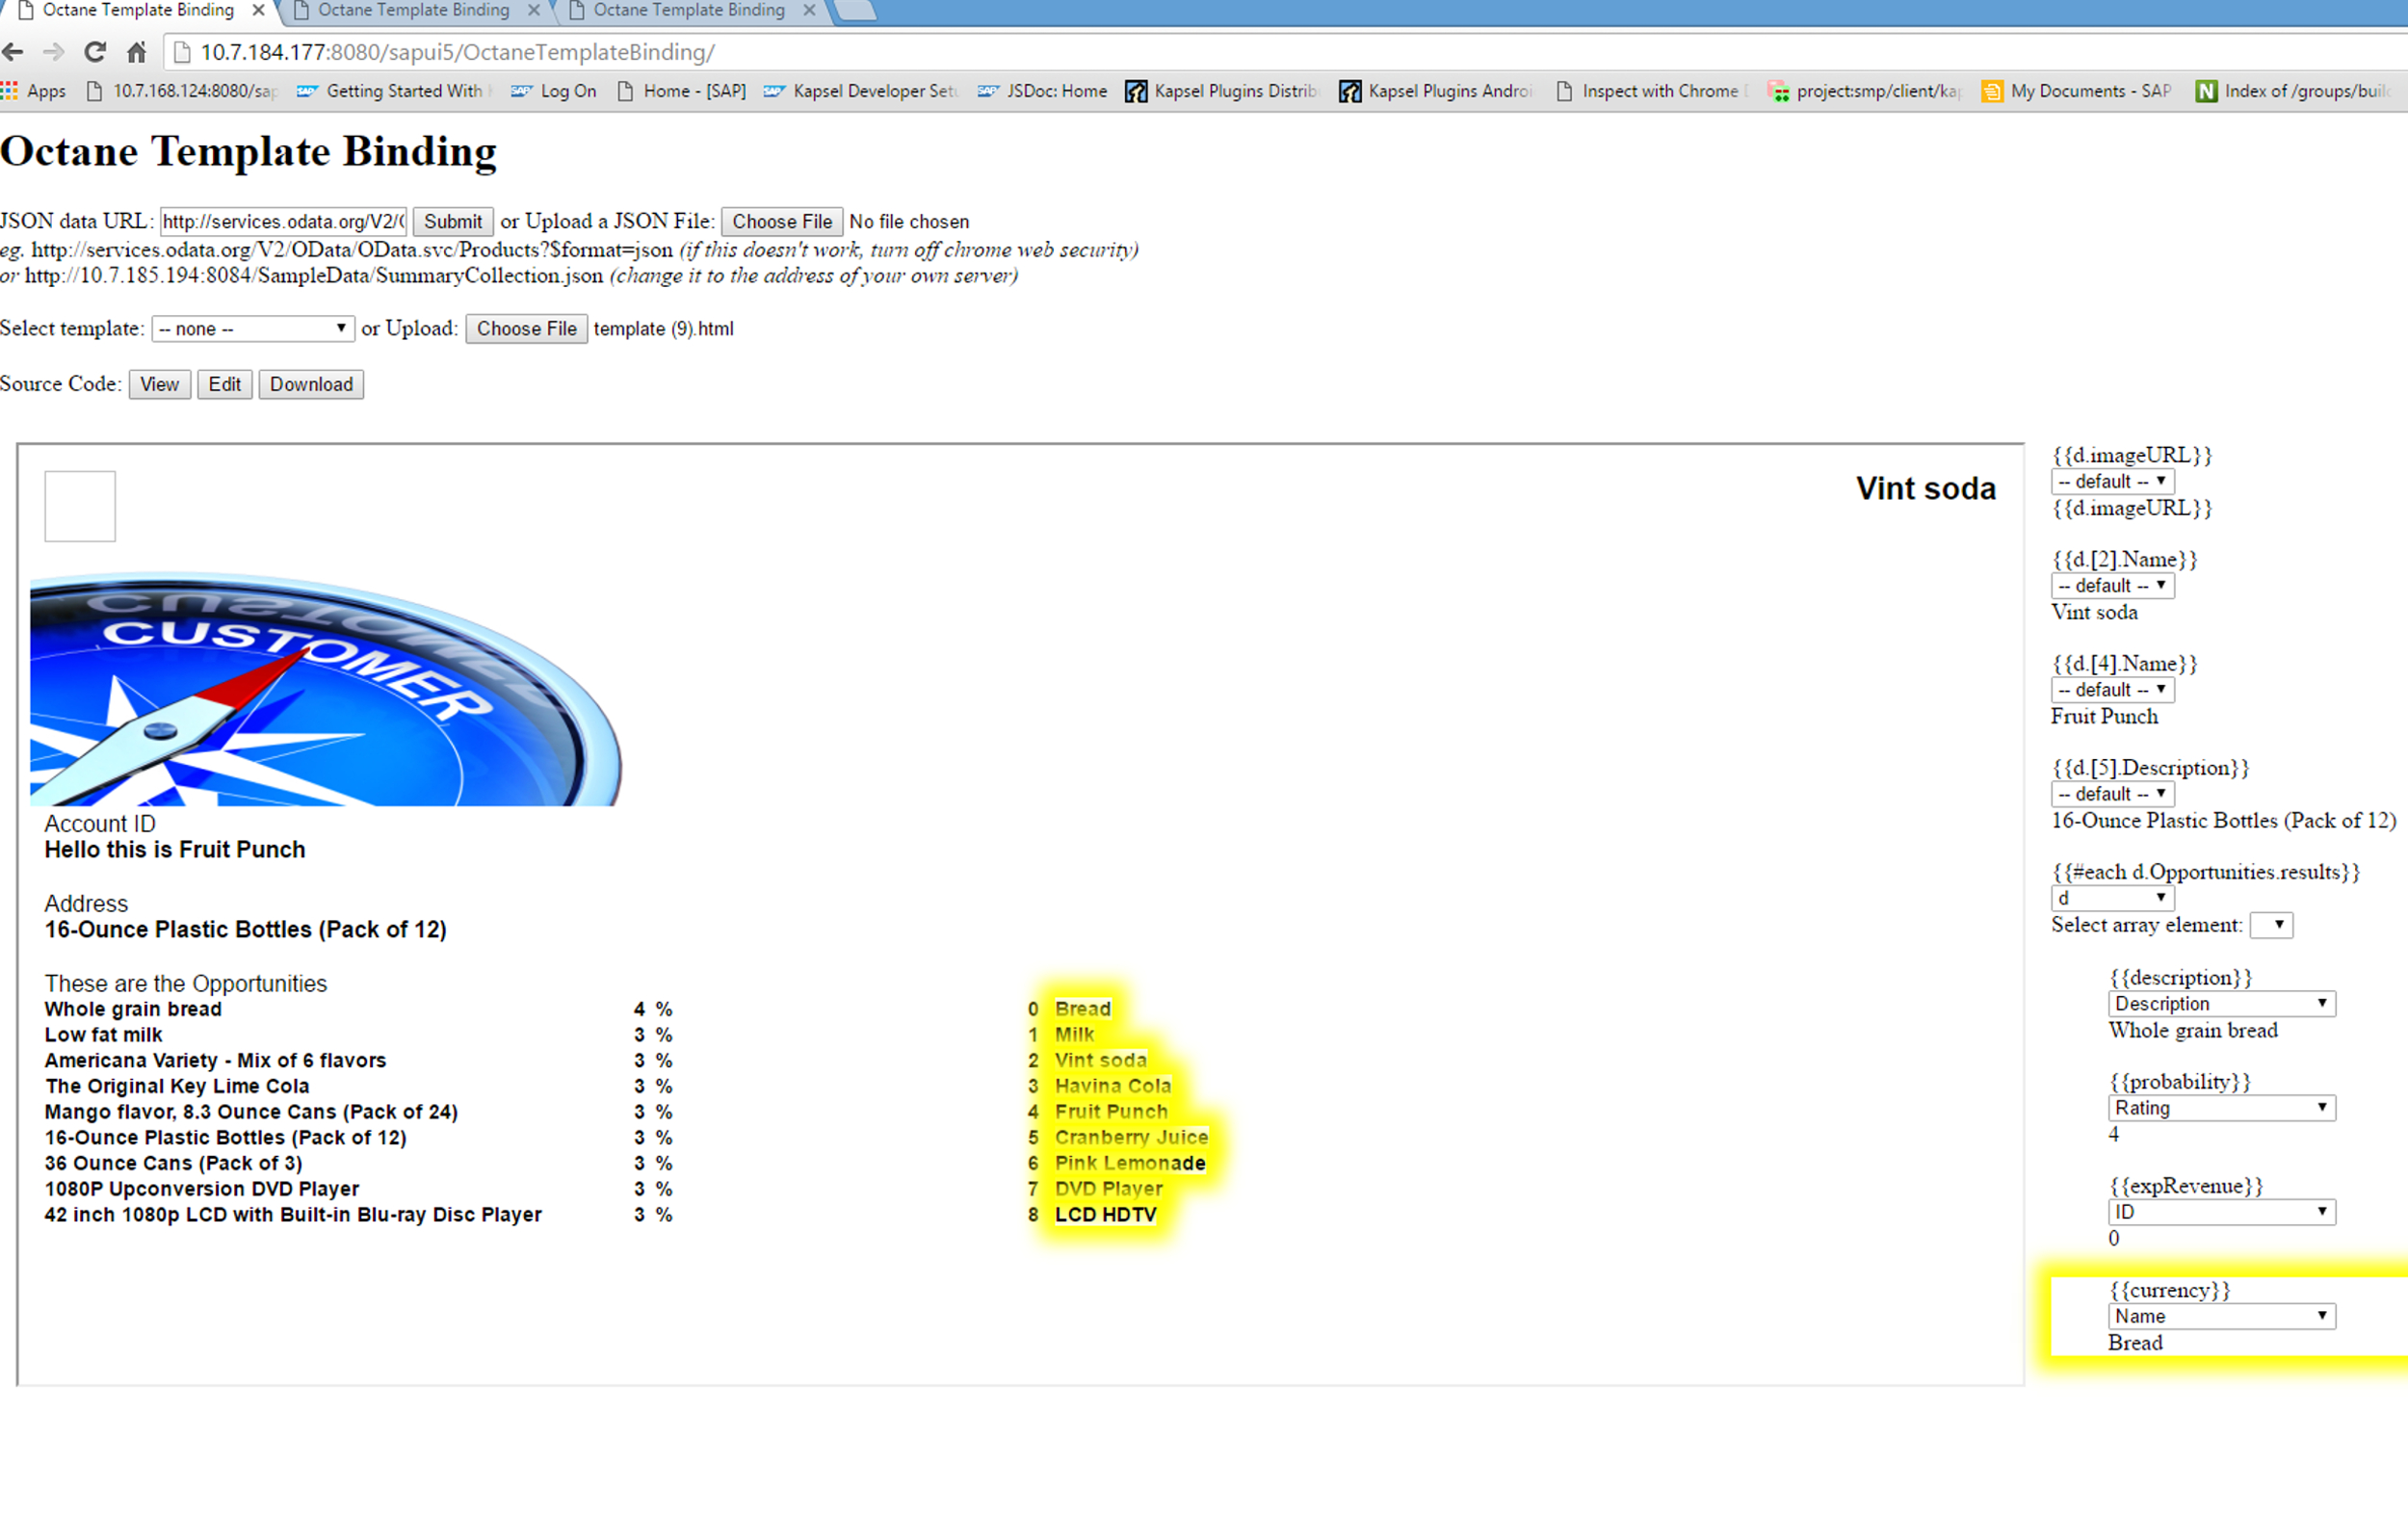 Octane Template Binding Octane Template Binding Octane Template Binding
10.7.184.177:8080/sapui5/OctaneTemplateBinding/
Apps 10.7.168.124:8080/sap Getting Started With Log On Home - [SAP] Kapsel Developer Setu JSDoc: Home Kapsel Plugins Distrib Kapsel Plugins Androi Inspect with Chrome project:smp/client/kap My Documents - SAP Index of /groups/build
Octane Template Binding
JSON data URL: http://services.odata.org/V2/( Submit or Upload a JSON File: Choose File No file chosen
eg. http://services.odata.org/V2/OData/OData.svc/Products?$format=json (if this doesn't work, turn off chrome web security)
or http://10.7.185.194:8084/SampleData/SummaryCollection.json (change it to the address of your own server)
Select template: -- none -- or Upload: Choose File template (9).html
Source Code: View Edit Download
Vint soda
CUSTOMER
CUSTOMER
Account ID
Hello this is Fruit Punch
Address
16-Ounce Plastic Bottles (Pack of 12)
These are the Opportunities
Whole grain bread 4 % 0 Bread
Low fat milk 3 % 1 Milk
Americana Variety - Mix of 6 flavors 3 % 2 Vint soda
The Original Key Lime Cola 3 % 3 Havina Cola
Mango flavor, 8.3 Ounce Cans (Pack of 24) 3 % 4 Fruit Punch
16-Ounce Plastic Bottles (Pack of 12) 3 % 5 Cranberry Juice
36 Ounce Cans (Pack of 3) 3 % 6 Pink Lemonade
1080P Upconversion DVD Player 3 % 7 DVD Player
42 inch 1080p LCD with Built-in Blu-ray Disc Player 3 % 8 LCD HDTV
{{d.imageURL}}
-- default --
{{d.imageURL}}
{{d.[2].Name}}
-- default --
Vint soda
{{d.[4].Name}}
-- default --
Fruit Punch
{{d.[5].Description}}
-- default --
16-Ounce Plastic Bottles (Pack of 12)
{{#each d.Opportunities.results}}
d
Select array element:
{{description}}
Description
Whole grain bread
{{probability}}
Rating
4
{{expRevenue}}
ID
0
{{currency}}
Name
Bread